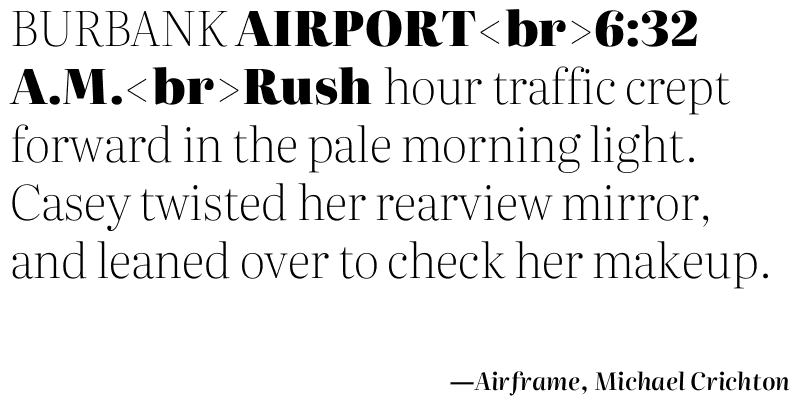 BURBANK AIRPORT<br>6:32
A.M.<br>Rush hour traffic crept
forward in the pale morning light.
Casey twisted her rearview mirror,
and leaned over to check her makeup.
—Airframe, Michael Crichton